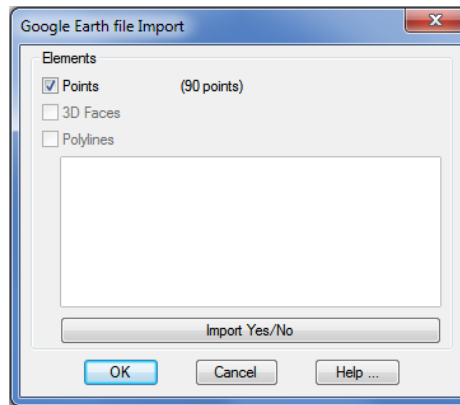 Google Earth file Import
Elements
Points (90 points)
3D Faces
Polylines
Import Yes/No
OK Cancel Help ...